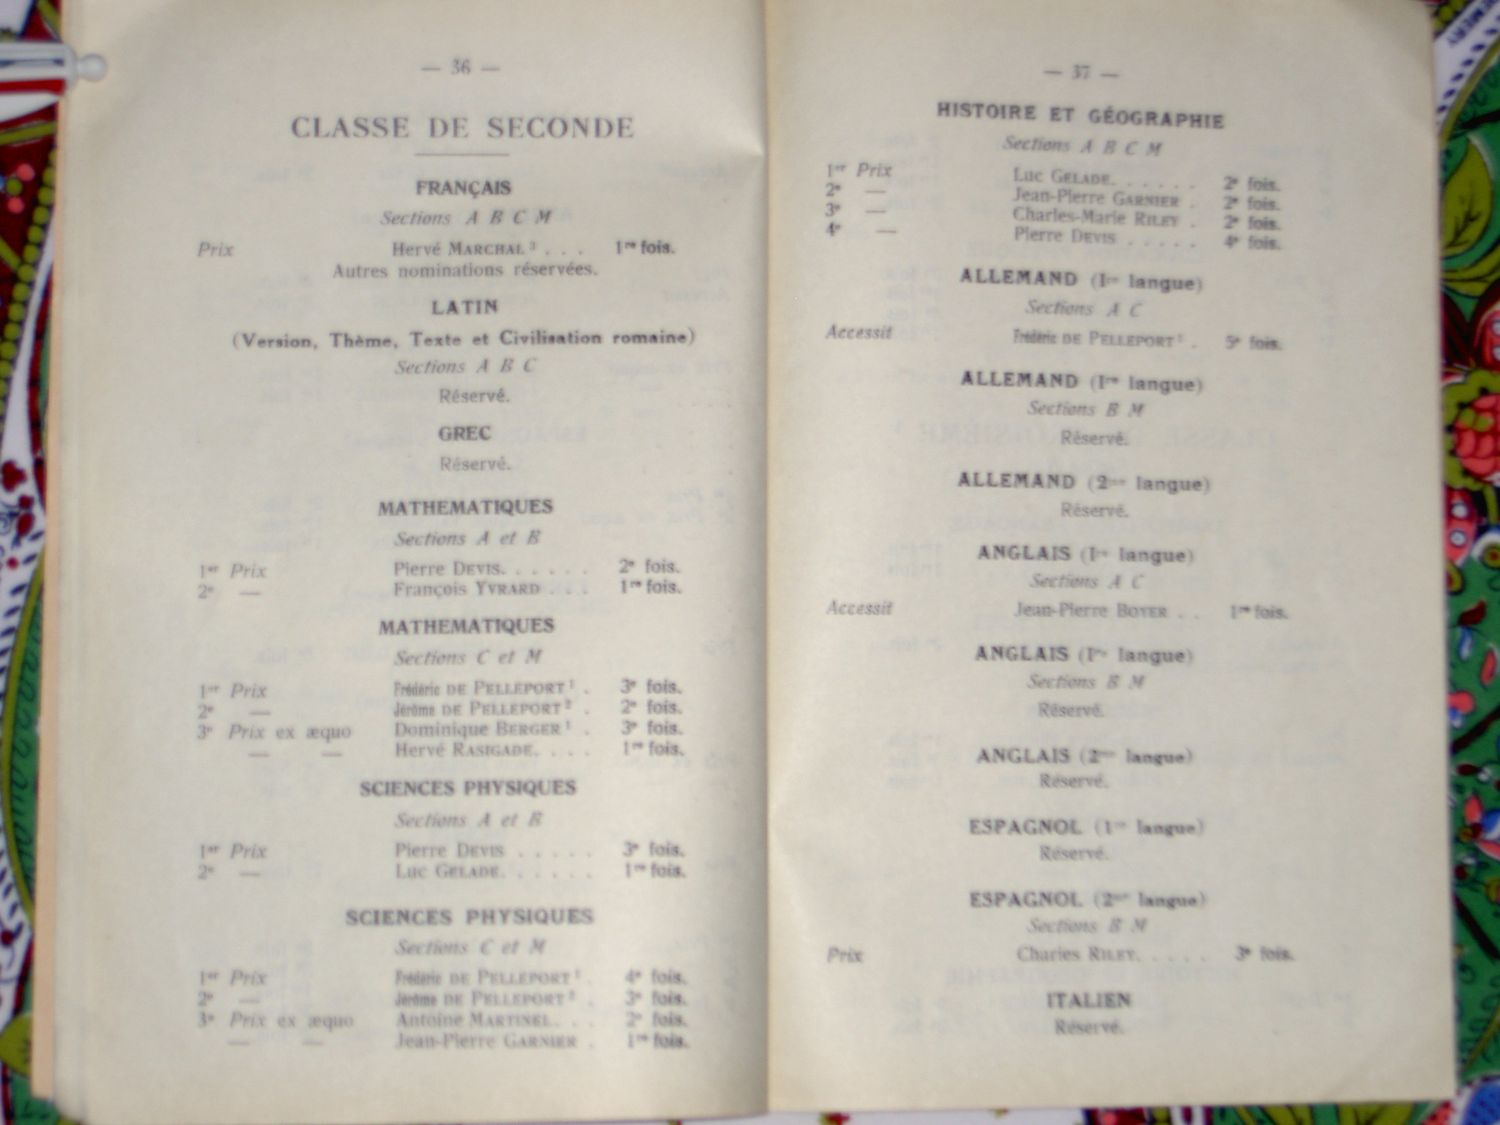 — 36 —
CLASSE DE SECONDE
FRANÇAIS
Sections A B C M
Prix Hervé MARCHAL ³ . . . 1re fois.
Autres nominations réservées.
LATIN
(Version, Thème, Texte et Civilisation romaine)
Sections A B C
Réservé.
GREC
Réservé.
MATHEMATIQUES
Sections A et B
1er Prix Pierre DEVIS. . . . . . 2e fois.
2e — François YVRARD . . . 1re fois.
MATHEMATIQUES
Sections C et M
1er Prix Frédéric DE PELLEPORT ¹ . 3e fois.
2e — Jérôme DE PELLEPORT ² . 2e fois.
3e Prix ex æquo Dominique BERGER ¹ . 3e fois.
— — Hervé RASIGADE. . . . 1re fois.
SCIENCES PHYSIQUES
Sections A et B
1er Prix Pierre DEVIS . . . . . 3e fois.
2e — Luc GELADE. . . . . . 1re fois.
SCIENCES PHYSIQUES
Sections C et M
1er Prix Frédéric DE PELLEPORT ¹. 4e fois.
2e — Jérôme DE PELLEPORT ² . 3e fois.
3e Prix ex æquo Antoine MARTINEL. . . 2e fois.
— — Jean-Pierre GARNIER . 1re fois.
— 37 —
HISTOIRE ET GÉOGRAPHIE
Sections A B C M
1er Prix Luc GELADE. . . . . . 2e fois.
2e — Jean-Pierre GARNIER . 2e fois.
3e — Charles-Marie RILEY . 2e fois.
4e — Pierre DEVIS . . . . . 4e fois.
ALLEMAND (1re langue)
Sections A C
Accessit Frédéric DE PELLEPORT ¹ . 5e fois.
ALLEMAND (1re langue)
Sections B M
Réservé.
ALLEMAND (2me langue)
Réservé.
ANGLAIS (1re langue)
Sections A C
Accessit Jean-Pierre BOYER . . 1re fois.
ANGLAIS (1re langue)
Sections B M
Réservé.
ANGLAIS (2me langue)
Réservé.
ESPAGNOL (1re langue)
Réservé.
ESPAGNOL (2me langue)
Sections B M
Prix Charles RILEY. . . . . 3e fois.
ITALIEN
Réservé.